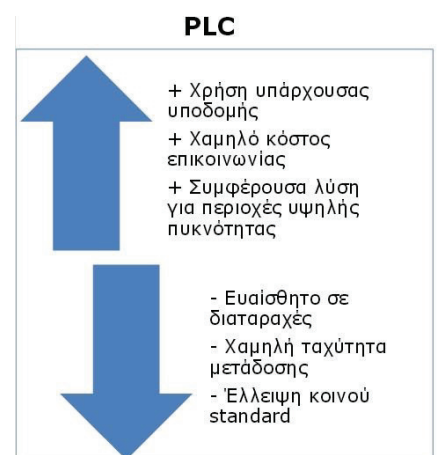 PLC
+ Χρήση υπάρχουσας
υποδομής
+ Χαμηλό κόστος
επικοινωνίας
+ Συμφέρουσα λύση
για περιοχές υψηλής
πυκνότητας
- Ευαίσθητο σε
διαταραχές
- Χαμηλή ταχύτητα
μετάδοσης
- Έλλειψη κοινού
standard